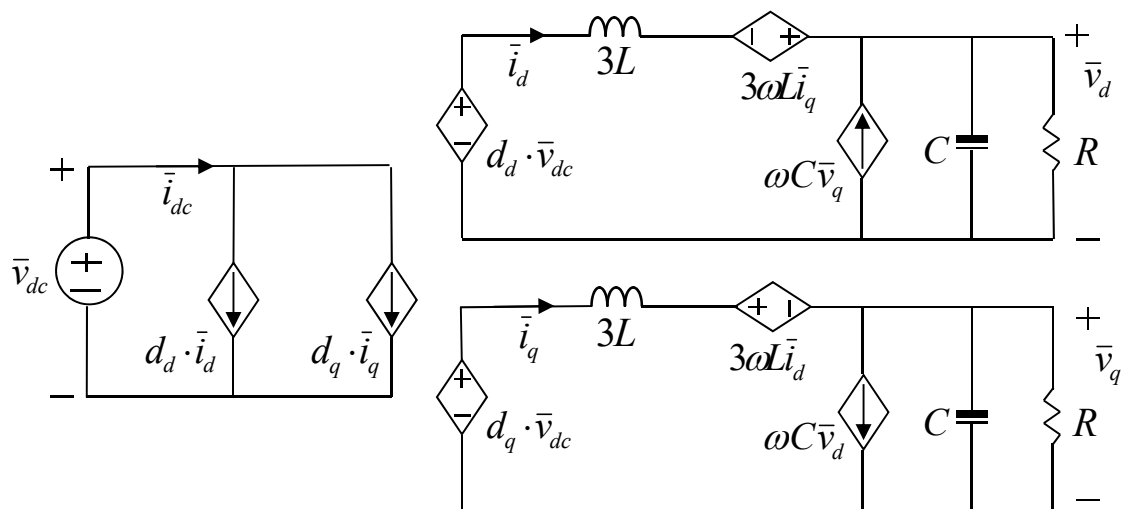 +
v̄_dc
+
−
ī_dc
d_d · ī_d
d_q · ī_q
−
+
−
d_d · v̄_dc
ī_d
3L
− +
3ωLī_q
ωCv̄_q
C
R
+
v̄_d
−
+
−
d_q · v̄_dc
ī_q
3L
+ −
3ωLī_d
ωCv̄_d
C
R
+
v̄_q
−